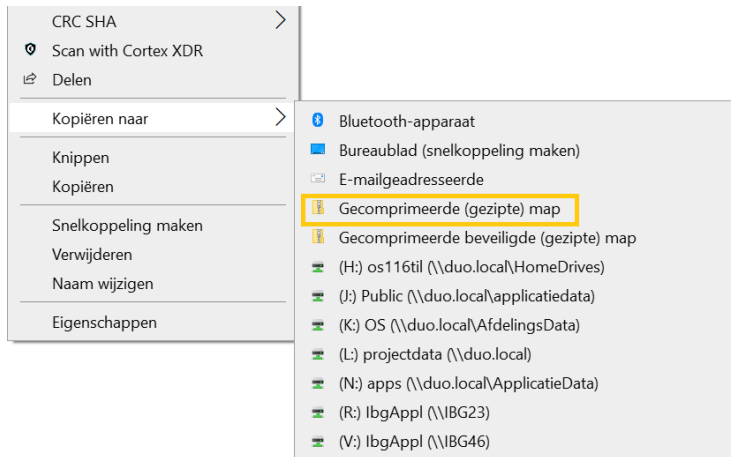 CRC SHA
Scan with Cortex XDR
Delen
Kopiëren naar
Knippen
Kopiëren
Snelkoppeling maken
Verwijderen
Naam wijzigen
Eigenschappen
Bluetooth-apparaat
Bureaublad (snelkoppeling maken)
E-mailgeadresseerde
Gecomprimeerde (gezipte) map
Gecomprimeerde beveiligde (gezipte) map
(H:) os116til (\\duo.local\HomeDrives)
(J:) Public (\\duo.local\applicatiedata)
(K:) OS (\\duo.local\AfdelingsData)
(L:) projectdata (\\duo.local)
(N:) apps (\\duo.local\ApplicatieData)
(R:) IbgAppl (\\IBG23)
(V:) IbgAppl (\\IBG46)